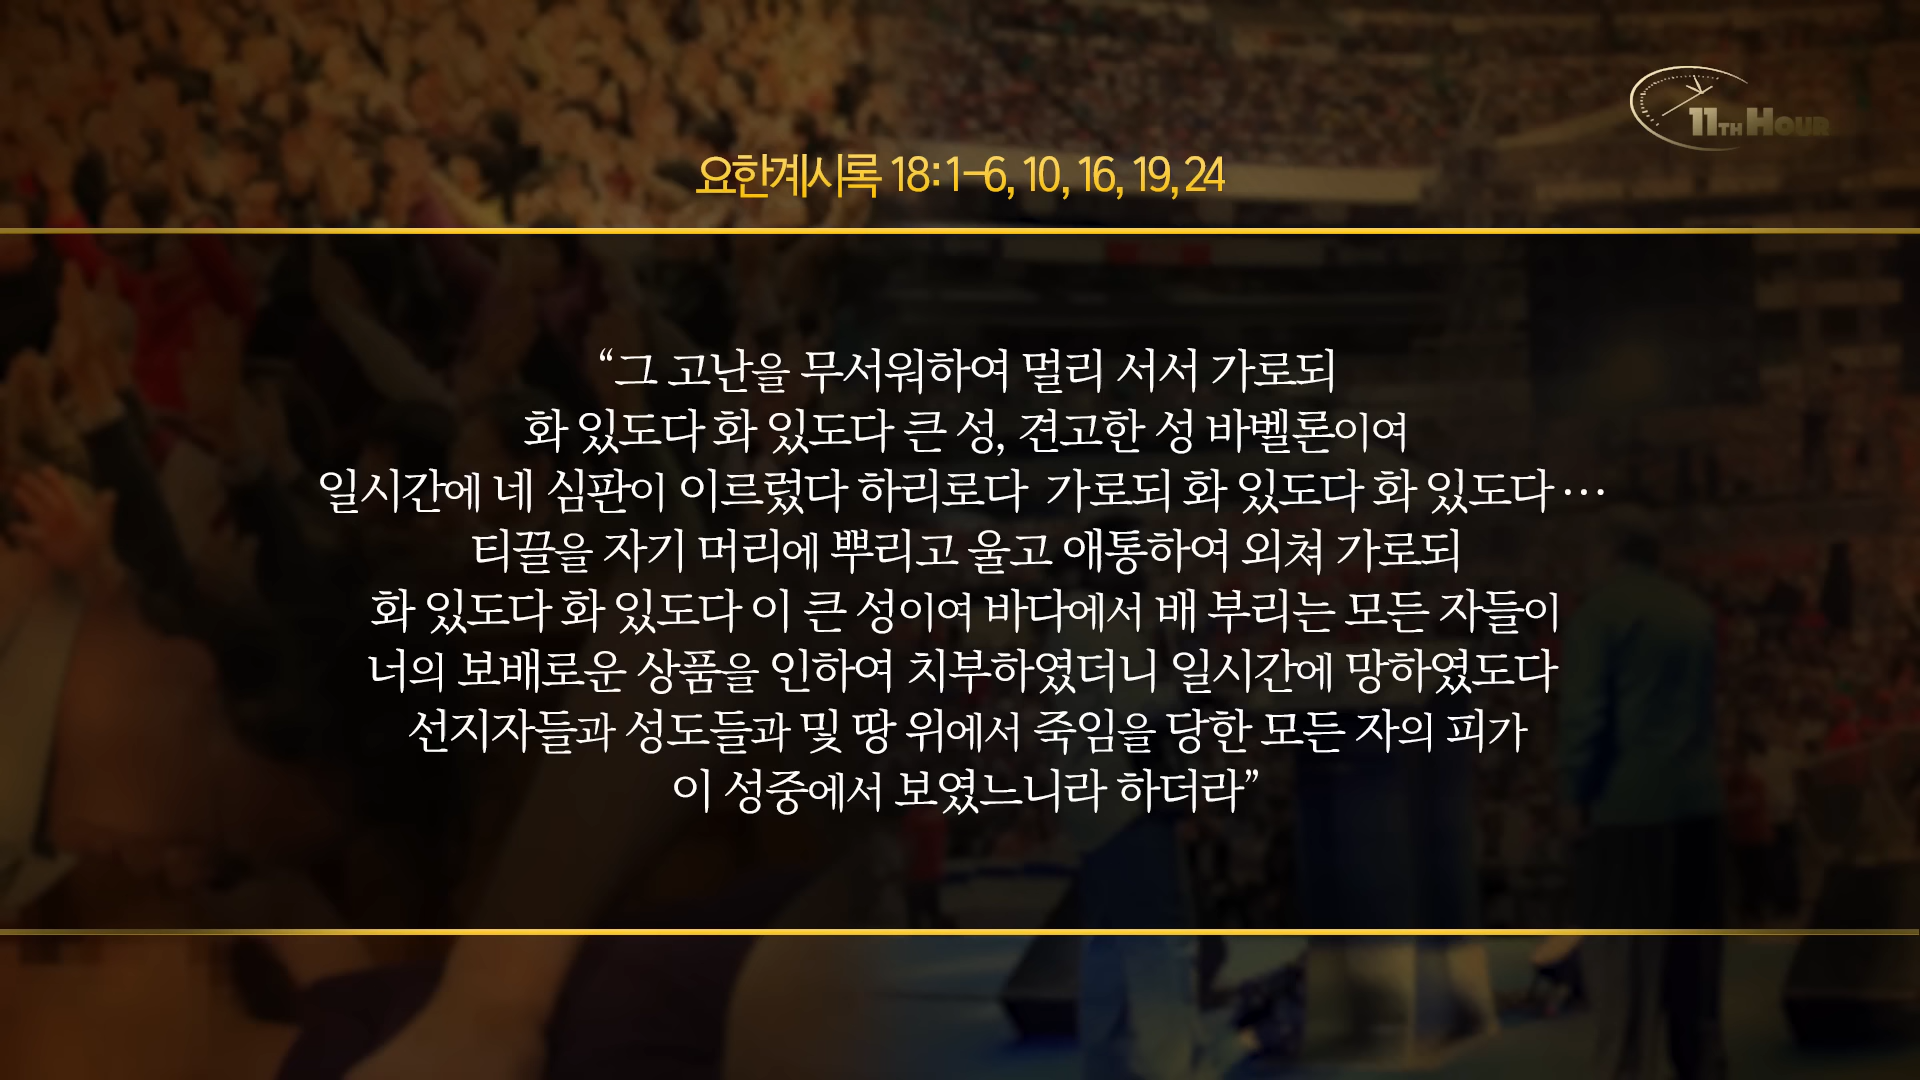 11TH HOUR
요한계시록 18:1-6, 10, 16, 19, 24
“그 고난을 무서워하여 멀리 서서 가로되
화 있도다 화 있도다 큰 성, 견고한 성 바벨론이여
일시간에 네 심판이 이르렀다 하리로다 가로되 화 있도다 화 있도다…
티끌을 자기 머리에 뿌리고 울고 애통하여 외쳐 가로되
화 있도다 화 있도다 이 큰 성이여 바다에서 배 부리는 모든 자들이
너의 보배로운 상품을 인하여 치부하였더니 일시간에 망하였도다
선지자들과 성도들과 및 땅 위에서 죽임을 당한 모든 자의 피가
이 성중에서 보였느니라 하더라”